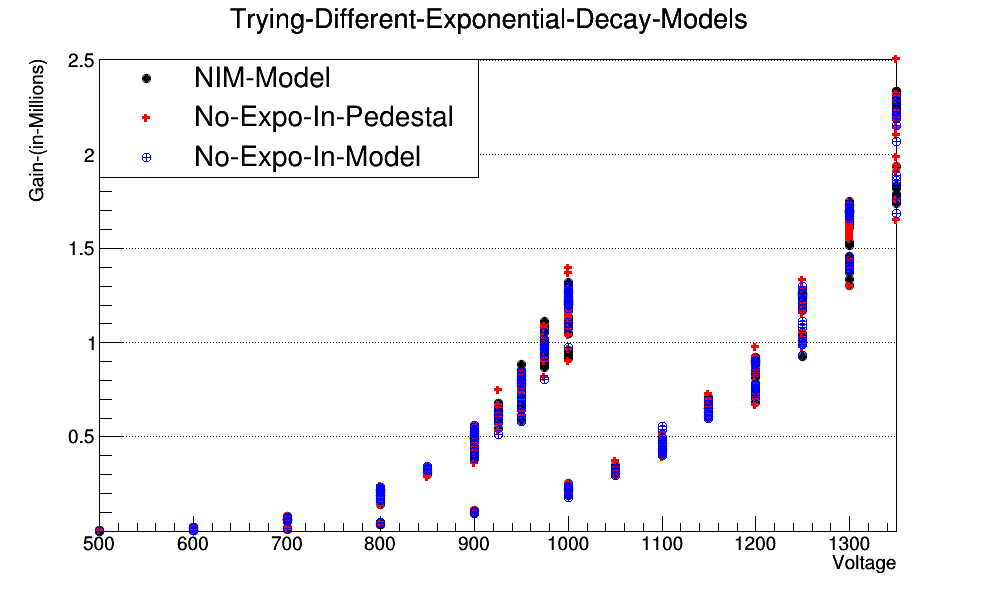 Trying-Different-Exponential-Decay-Models
Gain-(in-Millions)
2.5
2
1.5
1
0.5
NIM-Model
No-Expo-In-Pedestal
No-Expo-In-Model
500 600 700 800 900 1000 1100 1200 1300
Voltage